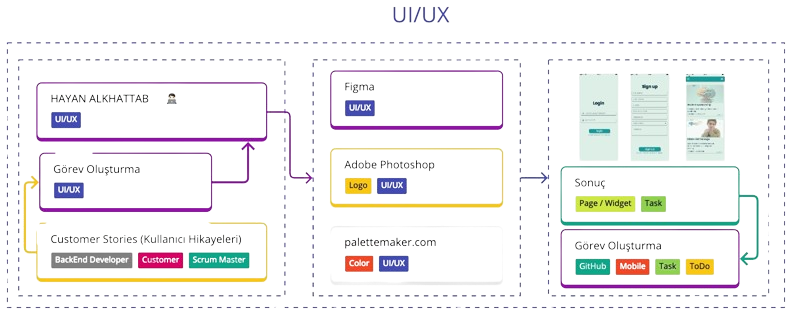 UI/UX
HAYAN ALKHATTAB
UI/UX
Görev Oluşturma
UI/UX
Customer Stories (Kullanıcı Hikayeleri)
BackEnd Developer Customer Scrum Master
Figma
UI/UX
Adobe Photoshop
Logo UI/UX
palettemaker.com
Color UI/UX
Login
Sign up
Sonuç
Page / Widget Task
Görev Oluşturma
GitHub Mobile Task ToDo